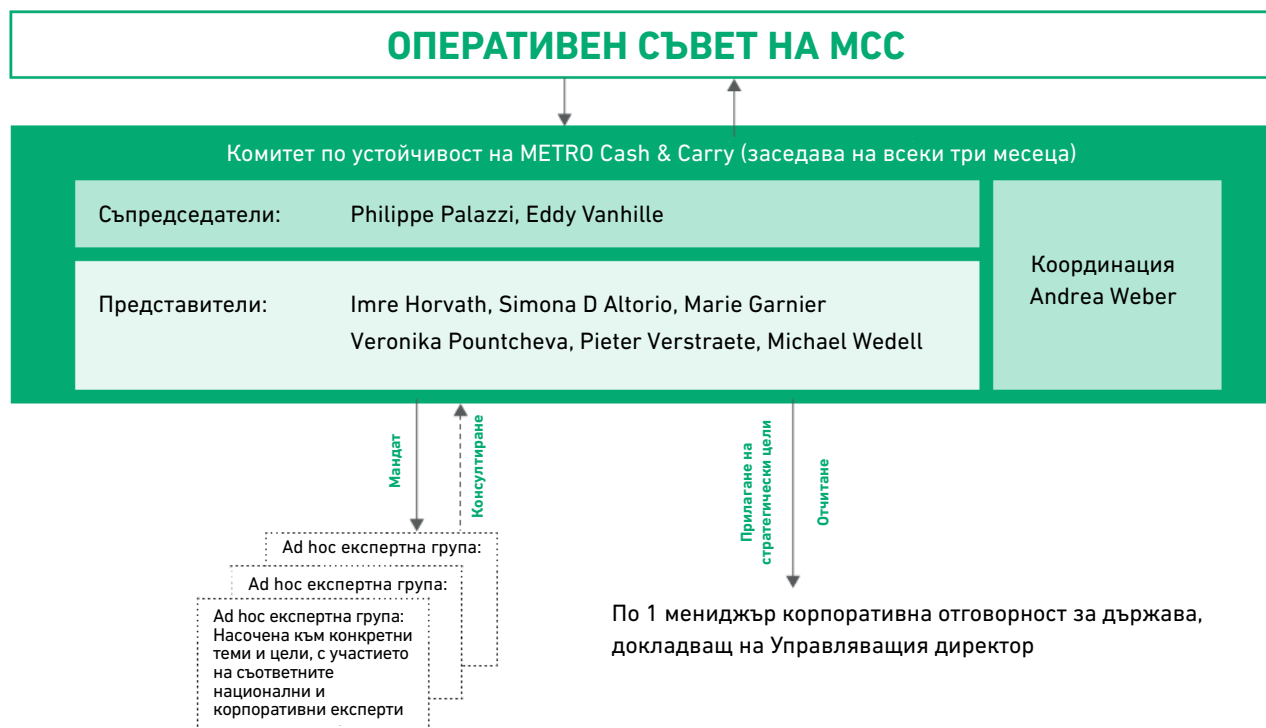 ОПЕРАТИВЕН СЪВЕТ НА МСС
Комитет по устойчивост на METRO Cash & Carry (заседава на всеки три месеца)
Съпредседатели: Philippe Palazzi, Eddy Vanhille
Представители: Imre Horvath, Simona D Altorio, Marie Garnier
Veronika Pountcheva, Pieter Verstraete, Michael Wedell
Координация
Andrea Weber
Мандат
Консултиране
Прилагане на
стратегически цели
Отчитане
Ad hoc експертна група:
Ad hoc експертна група:
Ad hoc експертна група:
Насочена към конкретни
теми и цели, с участието
на съответните
национални и
корпоративни експерти
По 1 мениджър корпоративна отговорност за държава,
докладващ на Управляващия директор